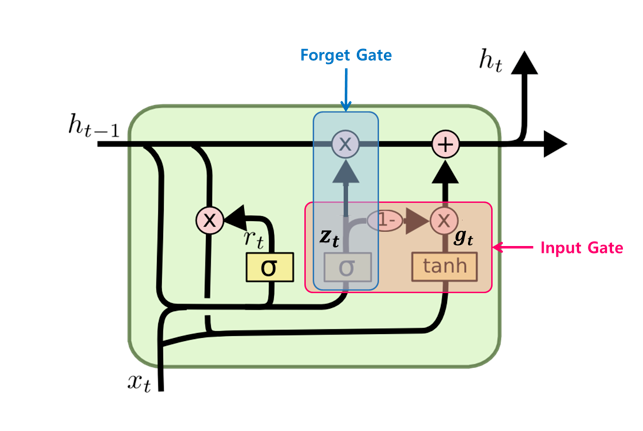 Forget Gate
h_t
h_{t-1}
x
+
x
1-
x
r_t
z_t
g_t
Input Gate
σ
σ
tanh
x_t